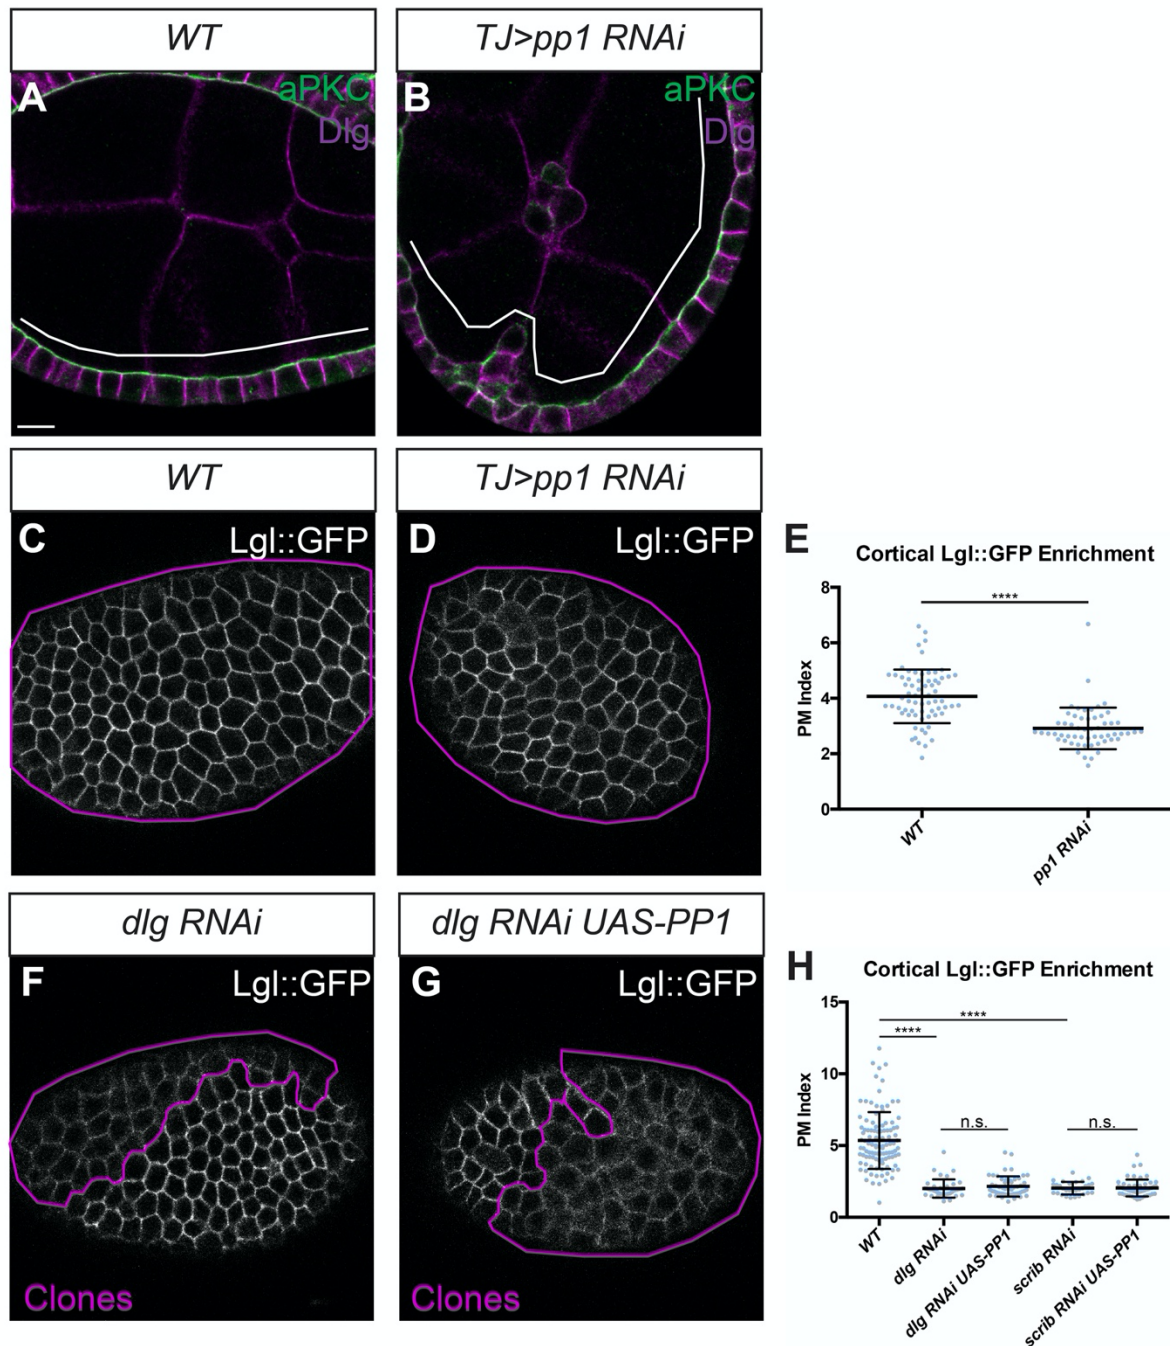 WT
TJ>pp1 RNAi
A
aPKC
Dlg
B
aPKC
Dlg
WT
TJ>pp1 RNAi
C
Lgl::GFP
D
Lgl::GFP
E
Cortical Lgl::GFP Enrichment
8
6
4
2
0
PM Index
****
WT
pp1 RNAi
dlg RNAi
dlg RNAi UAS-PP1
F
Lgl::GFP
Clones
G
Lgl::GFP
Clones
H
Cortical Lgl::GFP Enrichment
15
10
5
0
PM Index
****
****
n.s.
n.s.
WT
dlg RNAi
dlg RNAi UAS-PP1
scrib RNAi
scrib RNAi UAS-PP1